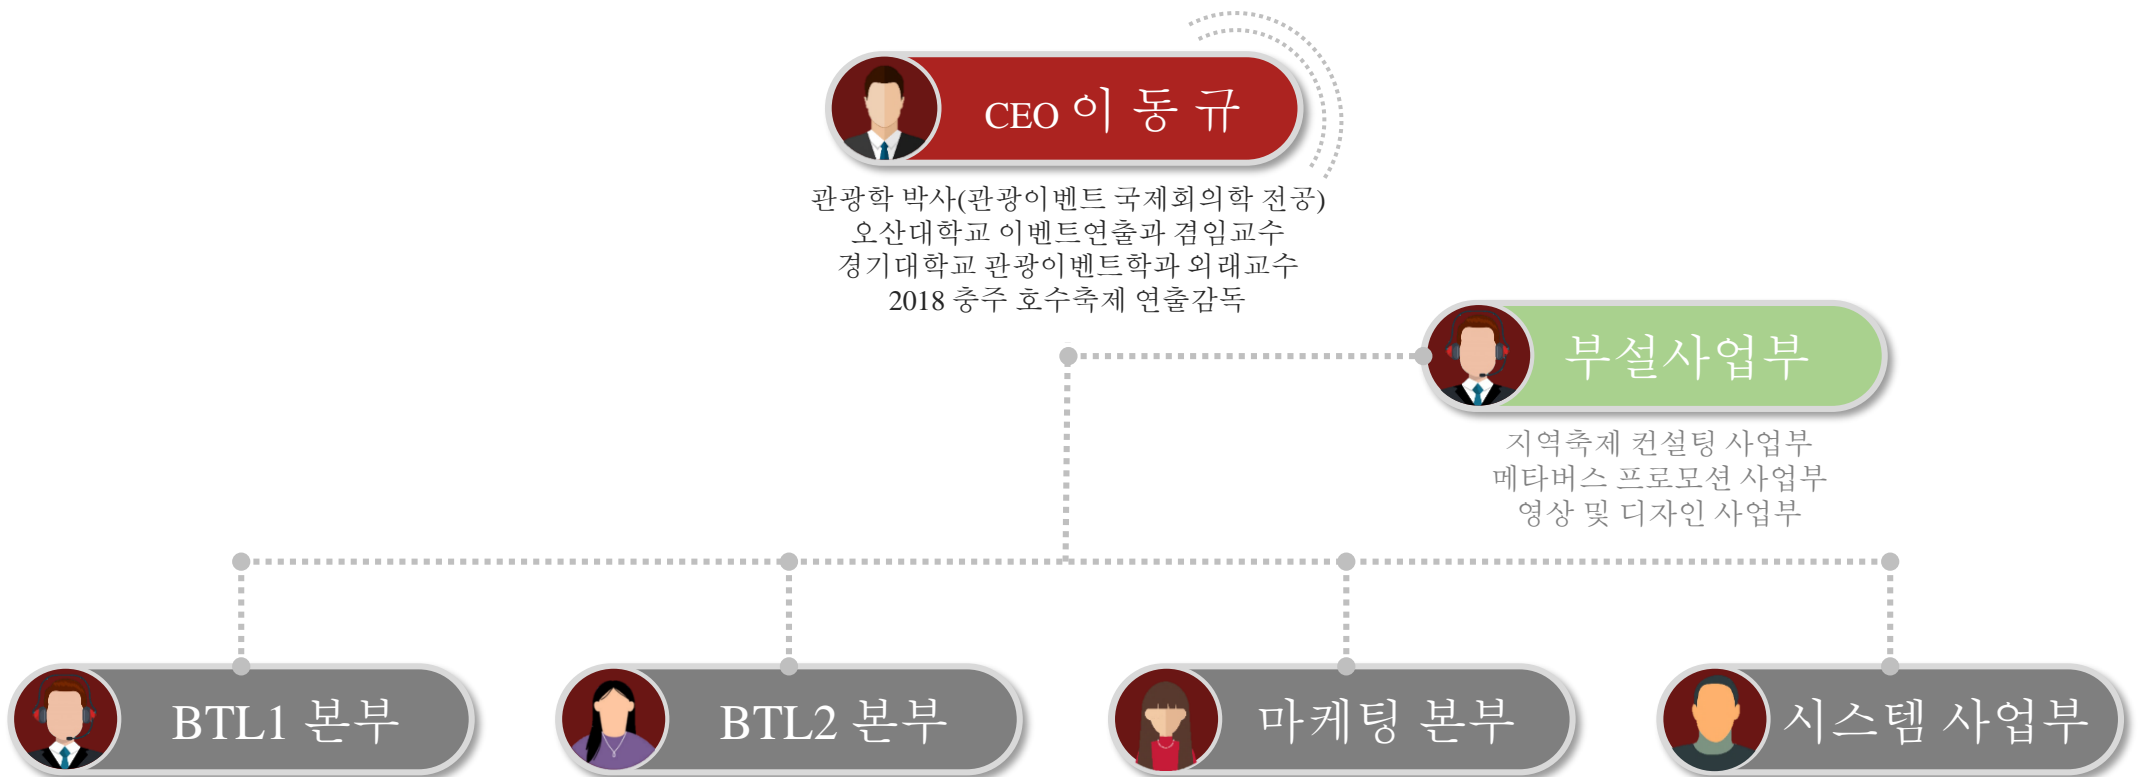 CEO 이 동 규
관광학 박사(관광이벤트 국제회의학 전공)
오산대학교 이벤트연출과 겸임교수
경기대학교 관광이벤트학과 외래교수
2018 충주 호수축제 연출감독
부설사업부
지역축제 컨설팅 사업부
메타버스 프로모션 사업부
영상 및 디자인 사업부
BTL1 본부
BTL2 본부
마케팅 본부
시스템 사업부